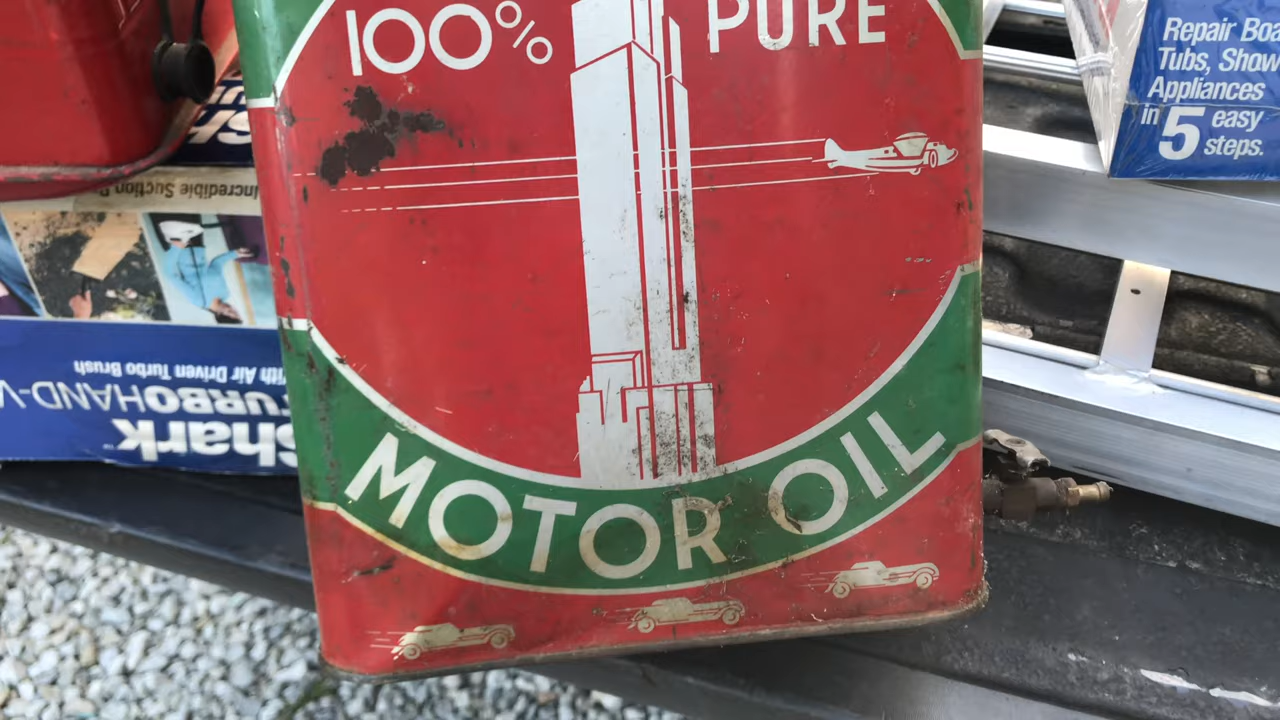 100% PURE
MOTOR OIL
Repair Boa
Tubs, Show
Appliances
in 5 easy
steps.
Incredible Suction
ith Air Driven Turbo Brush
TURBOHAND-V
Shark